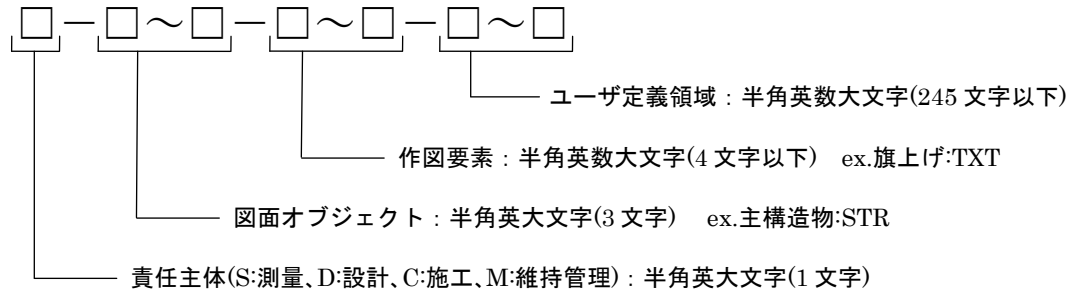 □－□～□－□～□－□～□
ユーザ定義領域：半角英数大文字(245 文字以下)
作図要素：半角英数大文字(4 文字以下)　ex.旗上げ:TXT
図面オブジェクト：半角英大文字(3 文字)　ex.主構造物:STR
責任主体(S:測量、D:設計、C:施工、M:維持管理)：半角英大文字(1 文字)